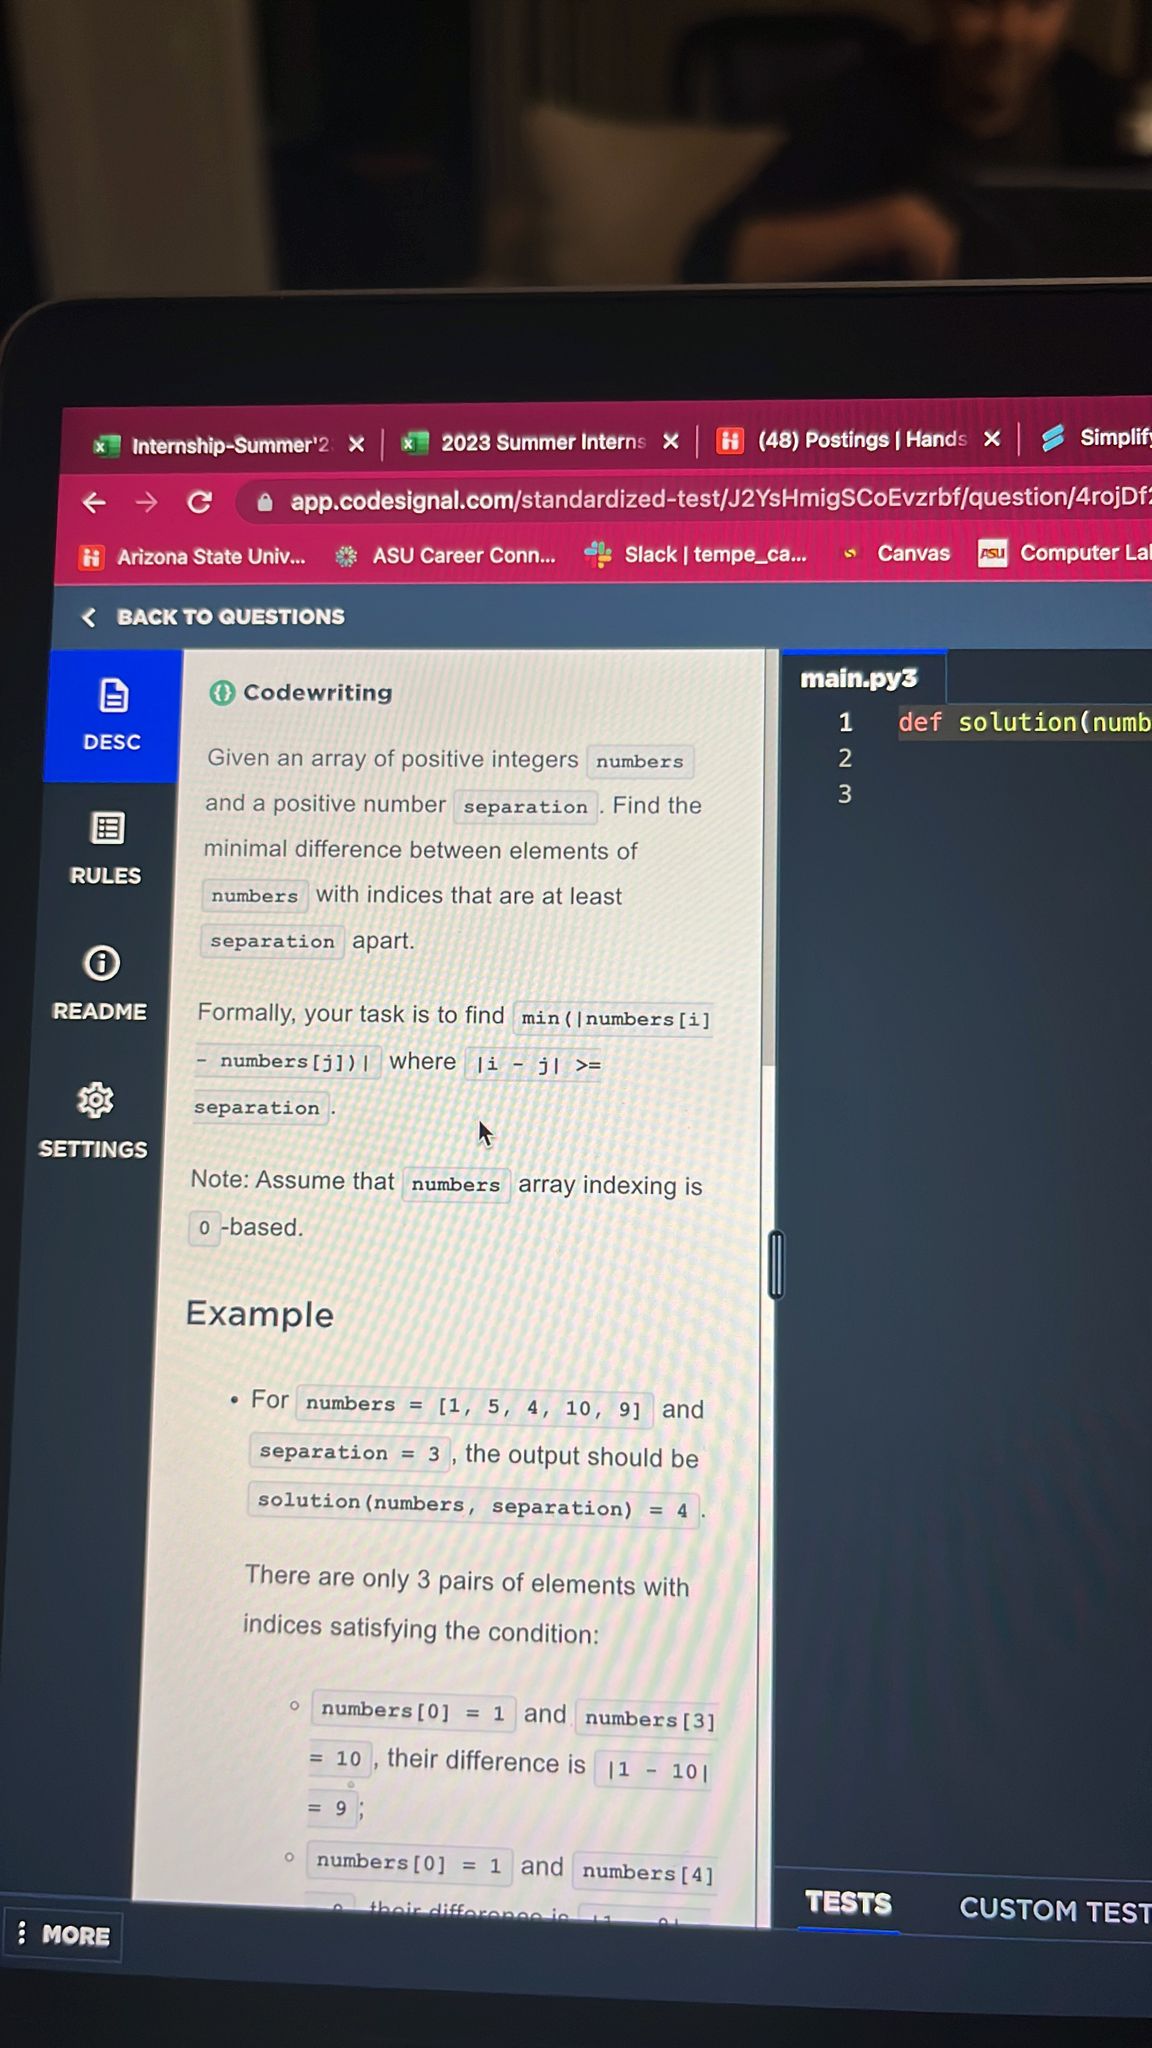 Internship-Summer'2
2023 Summer Interns
(48) Postings | Hands
Simplify
app.codesignal.com/standardized-test/J2YsHmigSCoEvzrbf/question/4rojDf
Arizona State Univ...
ASU Career Conn...
Slack | tempe_ca...
Canvas
ASU
Computer La
BACK TO QUESTIONS
DESC
RULES
README
SETTINGS
MORE
Codewriting
Given an array of positive integers numbers
and a positive number separation. Find the
minimal difference between elements of
numbers with indices that are at least
separation apart.
Formally, your task is to find min(|numbers[i]
- numbers[j])| where |i - j| >=
separation.
Note: Assume that numbers array indexing is
0-based.
Example
• For numbers = [1, 5, 4, 10, 9] and
separation = 3, the output should be
solution(numbers, separation) = 4.
There are only 3 pairs of elements with
indices satisfying the condition:
numbers[0] = 1 and numbers[3]
= 10, their difference is |1 - 10|
= 9;
numbers[0] = 1 and numbers[4]
their difference is
main.py3
1 def solution(numb
2
3
TESTS
CUSTOM TEST